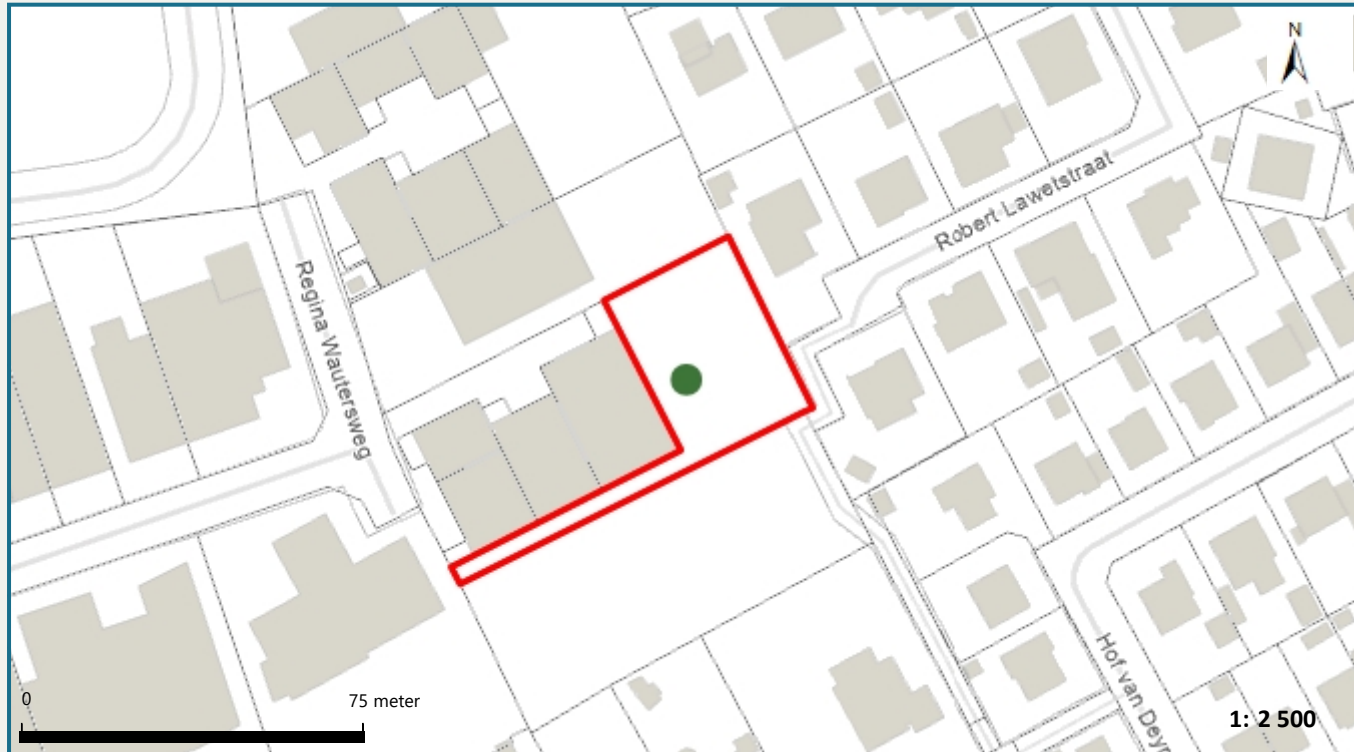 N
Robert Lawetstraat
Regina Wautersweg
Hof van Deyn
0
75 meter
1: 2 500